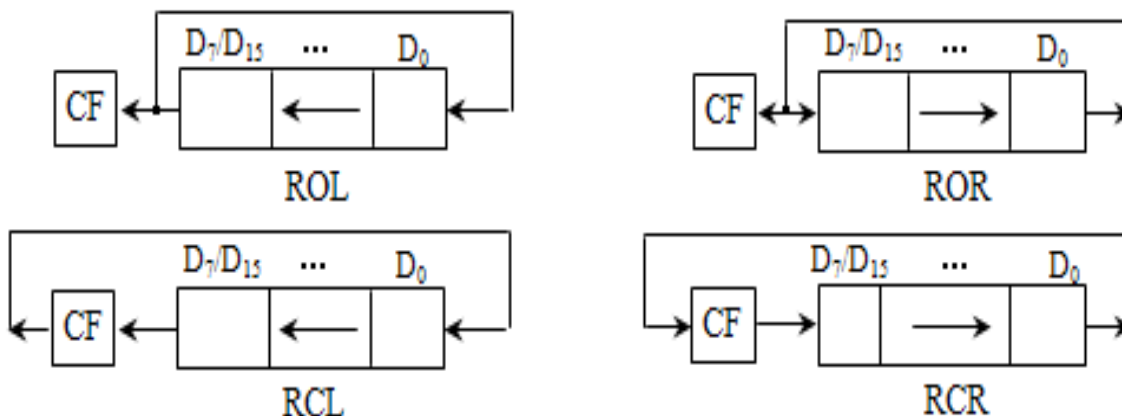 D₇/D₁₅ ... D₀
CF
ROL
D₇/D₁₅ ... D₀
CF
ROR
D₇/D₁₅ ... D₀
CF
RCL
D₇/D₁₅ ... D₀
CF
RCR